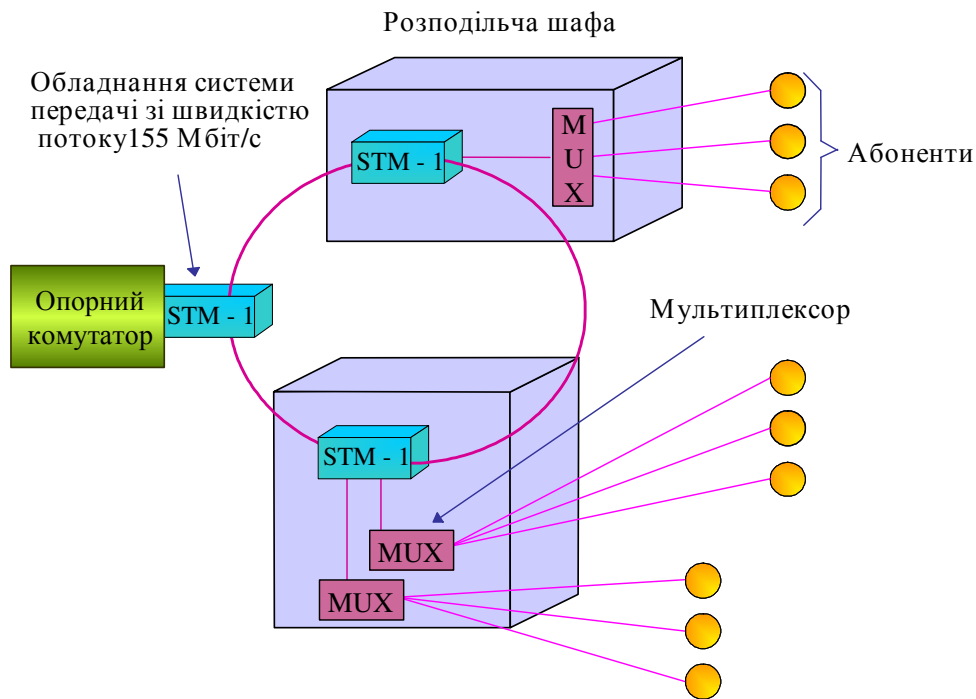 Розподільча шафа
Обладнання системи
передачі зі швидкістю
потоку155 Мбіт/с
STM - 1
M
U
X
Абоненти
Опорний
комутатор
STM - 1
Мультиплексор
STM - 1
MUX
MUX